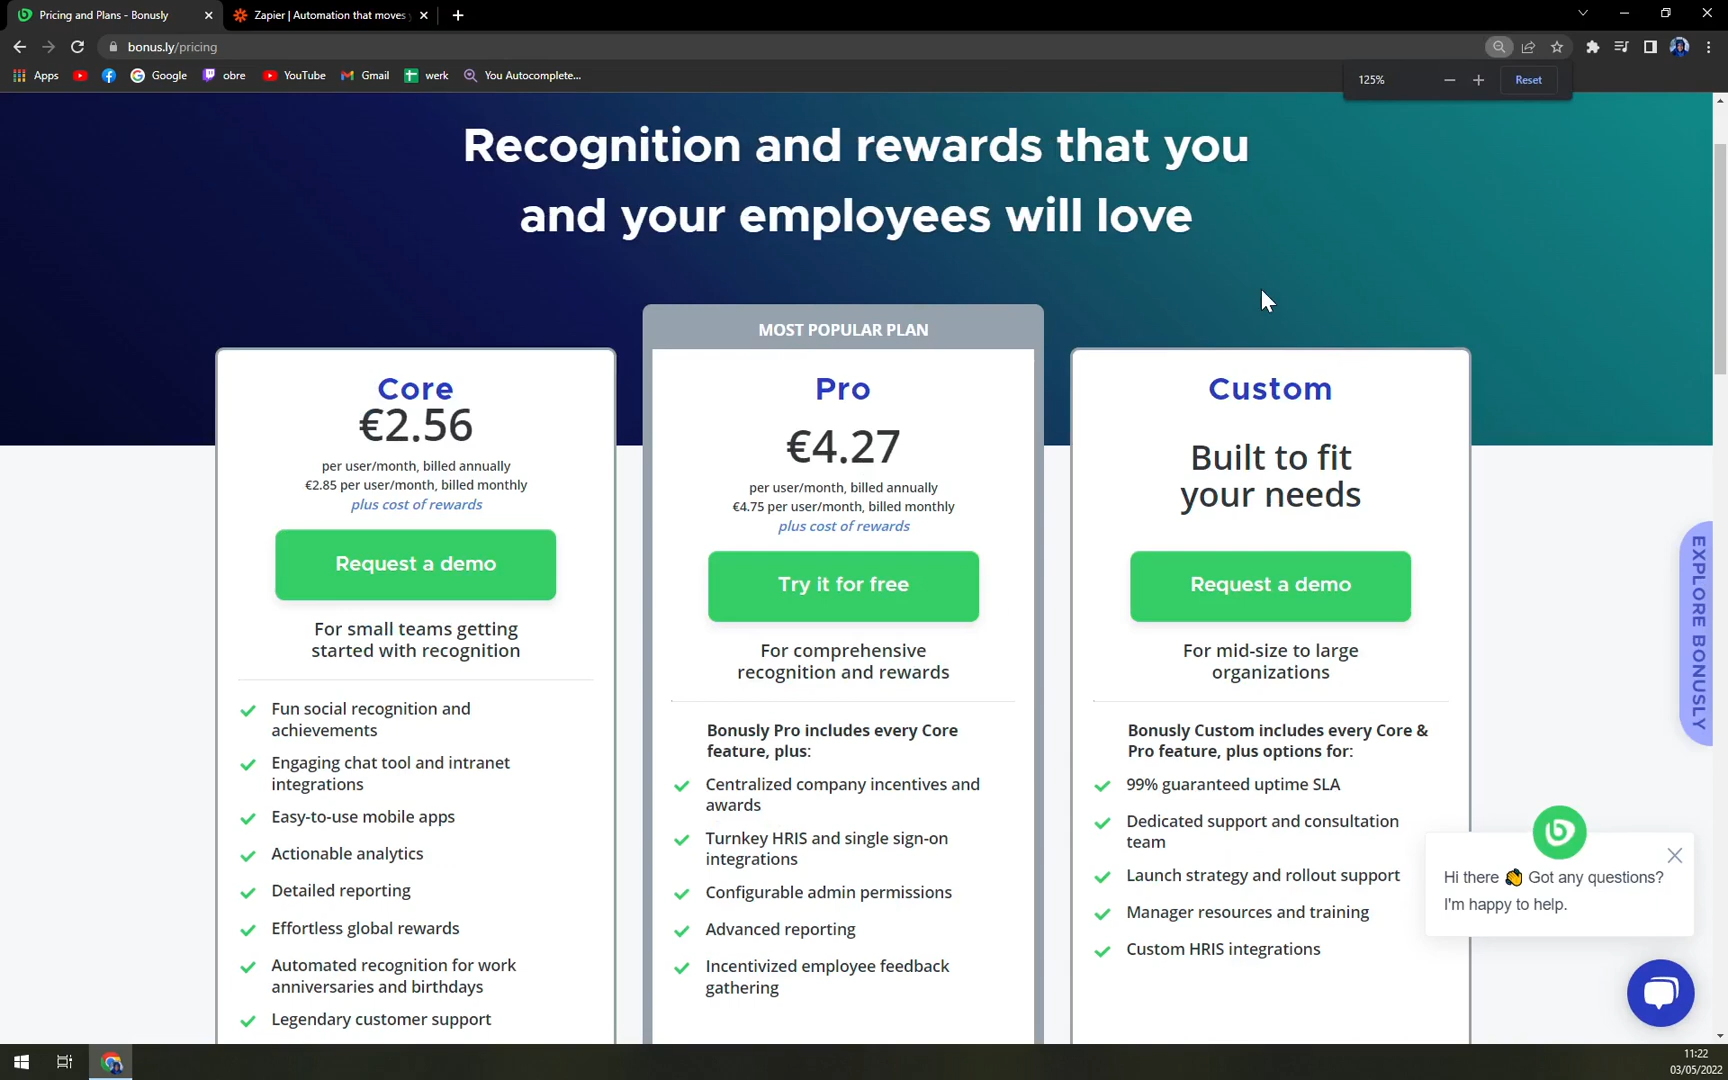 Pricing and Plans - Bonusly
Zapier | Automation that moves
bonus.ly/pricing
Apps
Google
obre
YouTube
Gmail
werk
You Autocomplete...
125%
Reset
Recognition and rewards that you
and your employees will love
MOST POPULAR PLAN
Core
€2.56
per user/month, billed annually
€2.85 per user/month, billed monthly
plus cost of rewards
Request a demo
For small teams getting
started with recognition
Fun social recognition and
achievements
Engaging chat tool and intranet
integrations
Easy-to-use mobile apps
Actionable analytics
Detailed reporting
Effortless global rewards
Automated recognition for work
anniversaries and birthdays
Legendary customer support
Pro
€4.27
per user/month, billed annually
€4.75 per user/month, billed monthly
plus cost of rewards
Try it for free
For comprehensive
recognition and rewards
Bonusly Pro includes every Core
feature, plus:
Centralized company incentives and
awards
Turnkey HRIS and single sign-on
integrations
Configurable admin permissions
Advanced reporting
Incentivized employee feedback
gathering
Custom
Built to fit
your needs
Request a demo
For mid-size to large
organizations
Bonusly Custom includes every Core &
Pro feature, plus options for:
99% guaranteed uptime SLA
Dedicated support and consultation
team
Launch strategy and rollout support
Manager resources and training
Custom HRIS integrations
EXPLORE BONUSLY
Hi there 👋 Got any questions?
I'm happy to help.
11:22
03/05/2022